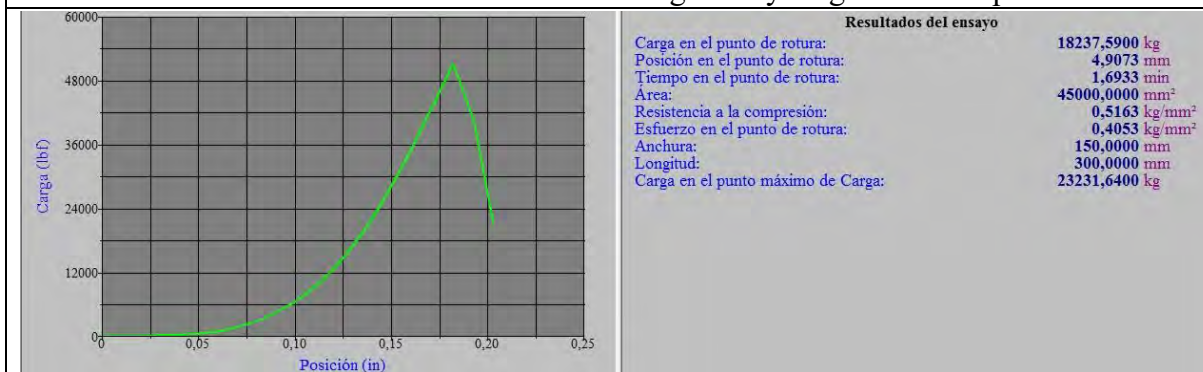 60000
48000
36000
24000
12000
0
Carga (lbf)
0 0,05 0,10 0,15 0,20 0,25
Posición (in)
Resultados del ensayo
Carga en el punto de rotura: 18237,5900 kg
Posición en el punto de rotura: 4,9073 mm
Tiempo en el punto de rotura: 1,6933 min
Área: 45000,0000 mm²
Resistencia a la compresión: 0,5163 kg/mm²
Esfuerzo en el punto de rotura: 0,4053 kg/mm²
Anchura: 150,0000 mm
Longitud: 300,0000 mm
Carga en el punto máximo de Carga: 23231,6400 kg